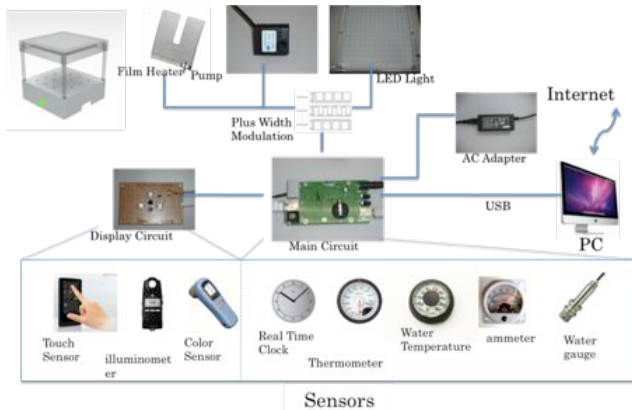 Film Heater
Pump
LED Light
Plus Width
Modulation
Internet
AC Adapter
USB
PC
Display Circuit
Main Circuit
Touch
Sensor
illuminomet
er
Color
Sensor
Real Time
Clock
Thermometer
Water
Temperature
ammeter
Water
gauge
Sensors